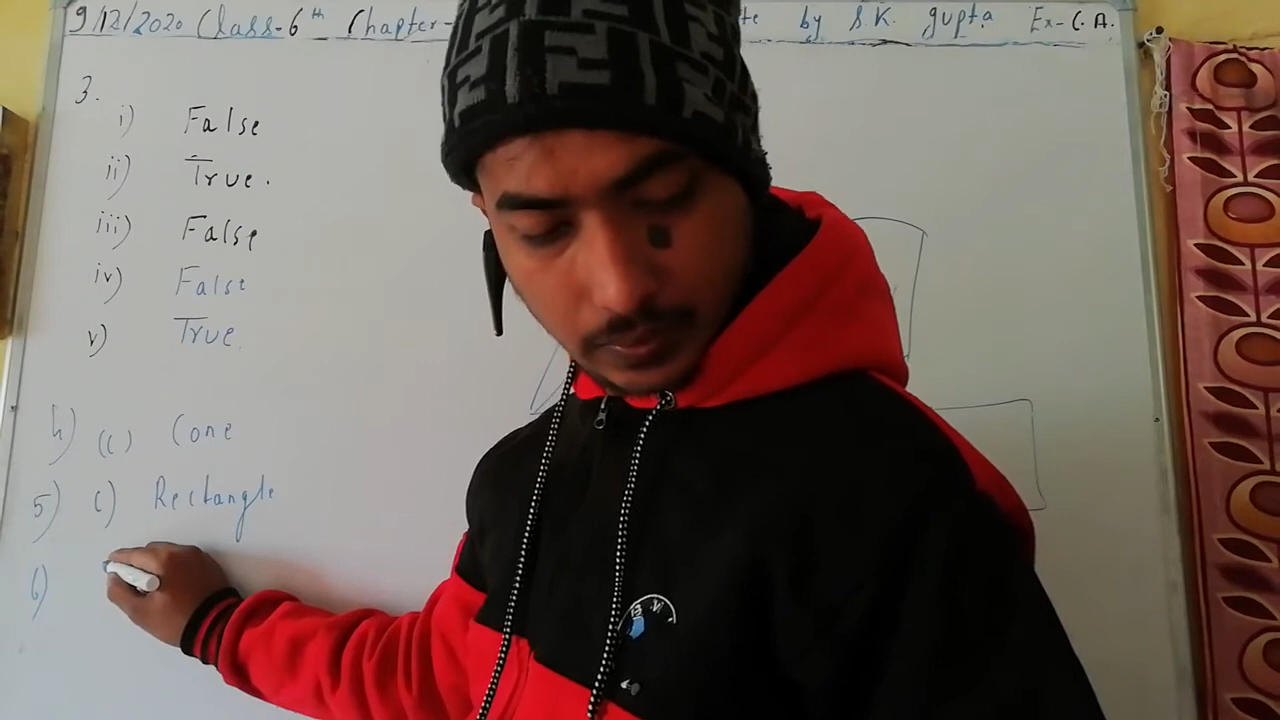 9/12/2020 Class-6th Chapter- by S.K. gupta Ex-C.A.
3.
i) False
ii) True.
iii) False
iv) False
v) True.
4) (C) Cone
5) C) Rectangle
6)